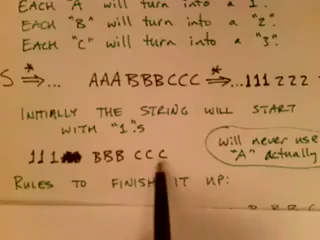 EACH "A" will turn into a 1.
EACH "B" will turn into a "2".
EACH "C" will turn into a "3".
S *⇒... AAABBBCCC *⇒...111 222
INITIALLY THE STRING WILL START
WITH "1"s
111 BBB CCC
will never use
"A" actually
RULES TO FINISH IT UP: